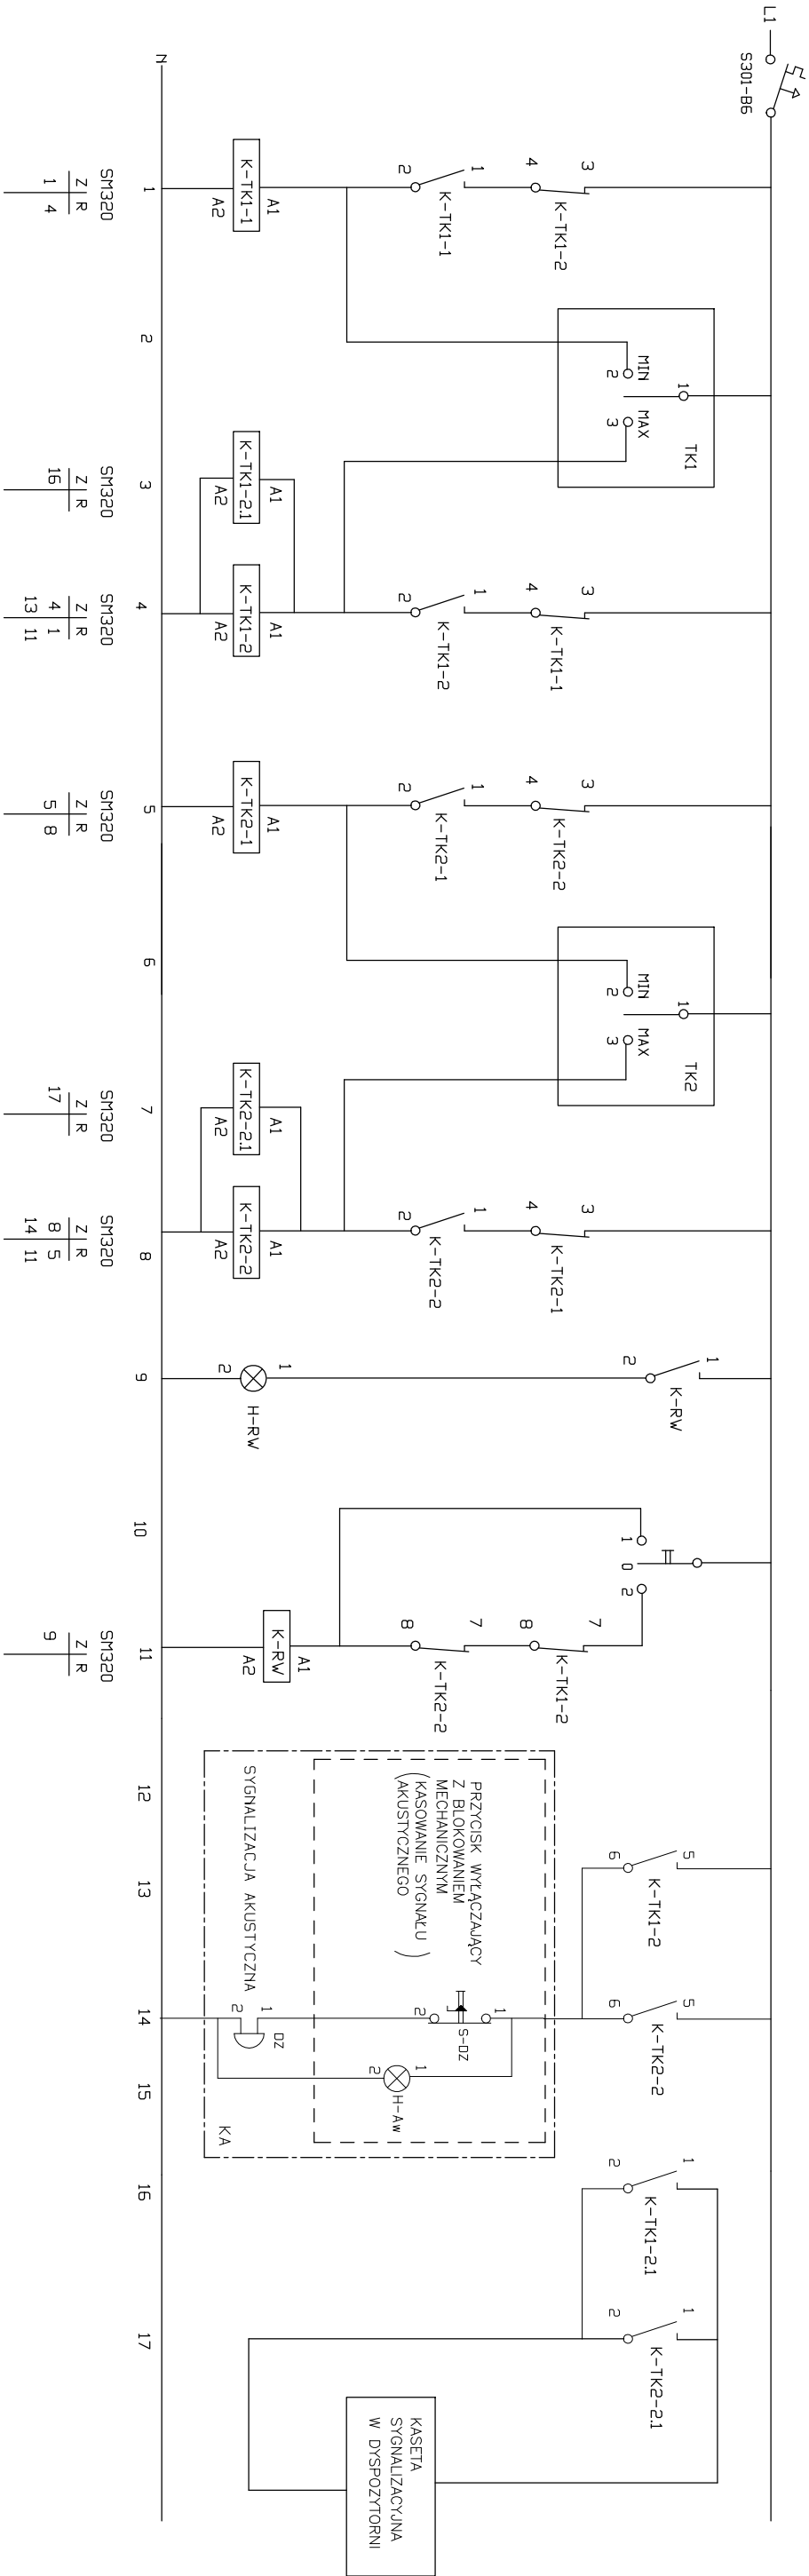 L1
S301-B6
N
3
4
K-TK1-2
1
2
K-TK1-1
A1
K-TK1-1
A2
1
SM320
Z R
1 4
TK1
1
MIN
2
MAX
3
2
A1
K-TK1-2.1
A2
3
SM320
Z R
16
3
4
K-TK1-1
1
2
K-TK1-2
A1
K-TK1-2
A2
4
SM320
Z R
4 1
13 11
3
4
K-TK2-2
1
2
K-TK2-1
A1
K-TK2-1
A2
5
SM320
Z R
5 8
TK2
1
MIN
2
MAX
3
6
A1
K-TK2-2.1
A2
7
SM320
Z R
17
3
4
K-TK2-1
1
2
K-TK2-2
A1
K-TK2-2
A2
8
SM320
Z R
8 5
14 11
1
2
K-RW
1
2
H-RW
9
1 0 2
10
7
8
K-TK1-2
7
8
K-TK2-2
A1
K-RW
A2
11
SM320
Z R
9
PRZYCISK WYŁĄCZAJĄCY
Z BLOKOWANIEM
MECHANICZNYM
(KASOWANIE SYGNAŁU
AKUSTYCZNEGO)
SYGNALIZACJA AKUSTYCZNA
12
5
6
K-TK1-2
13
5
6
K-TK2-2
1
2
S-DZ
1
2
DZ
14
1
2
H-Aw
KA
15
1
2
K-TK1-2.1
16
1
2
K-TK2-2.1
17
KASETA
SYGNALIZACYJNA
W DYSPOZYTORNI